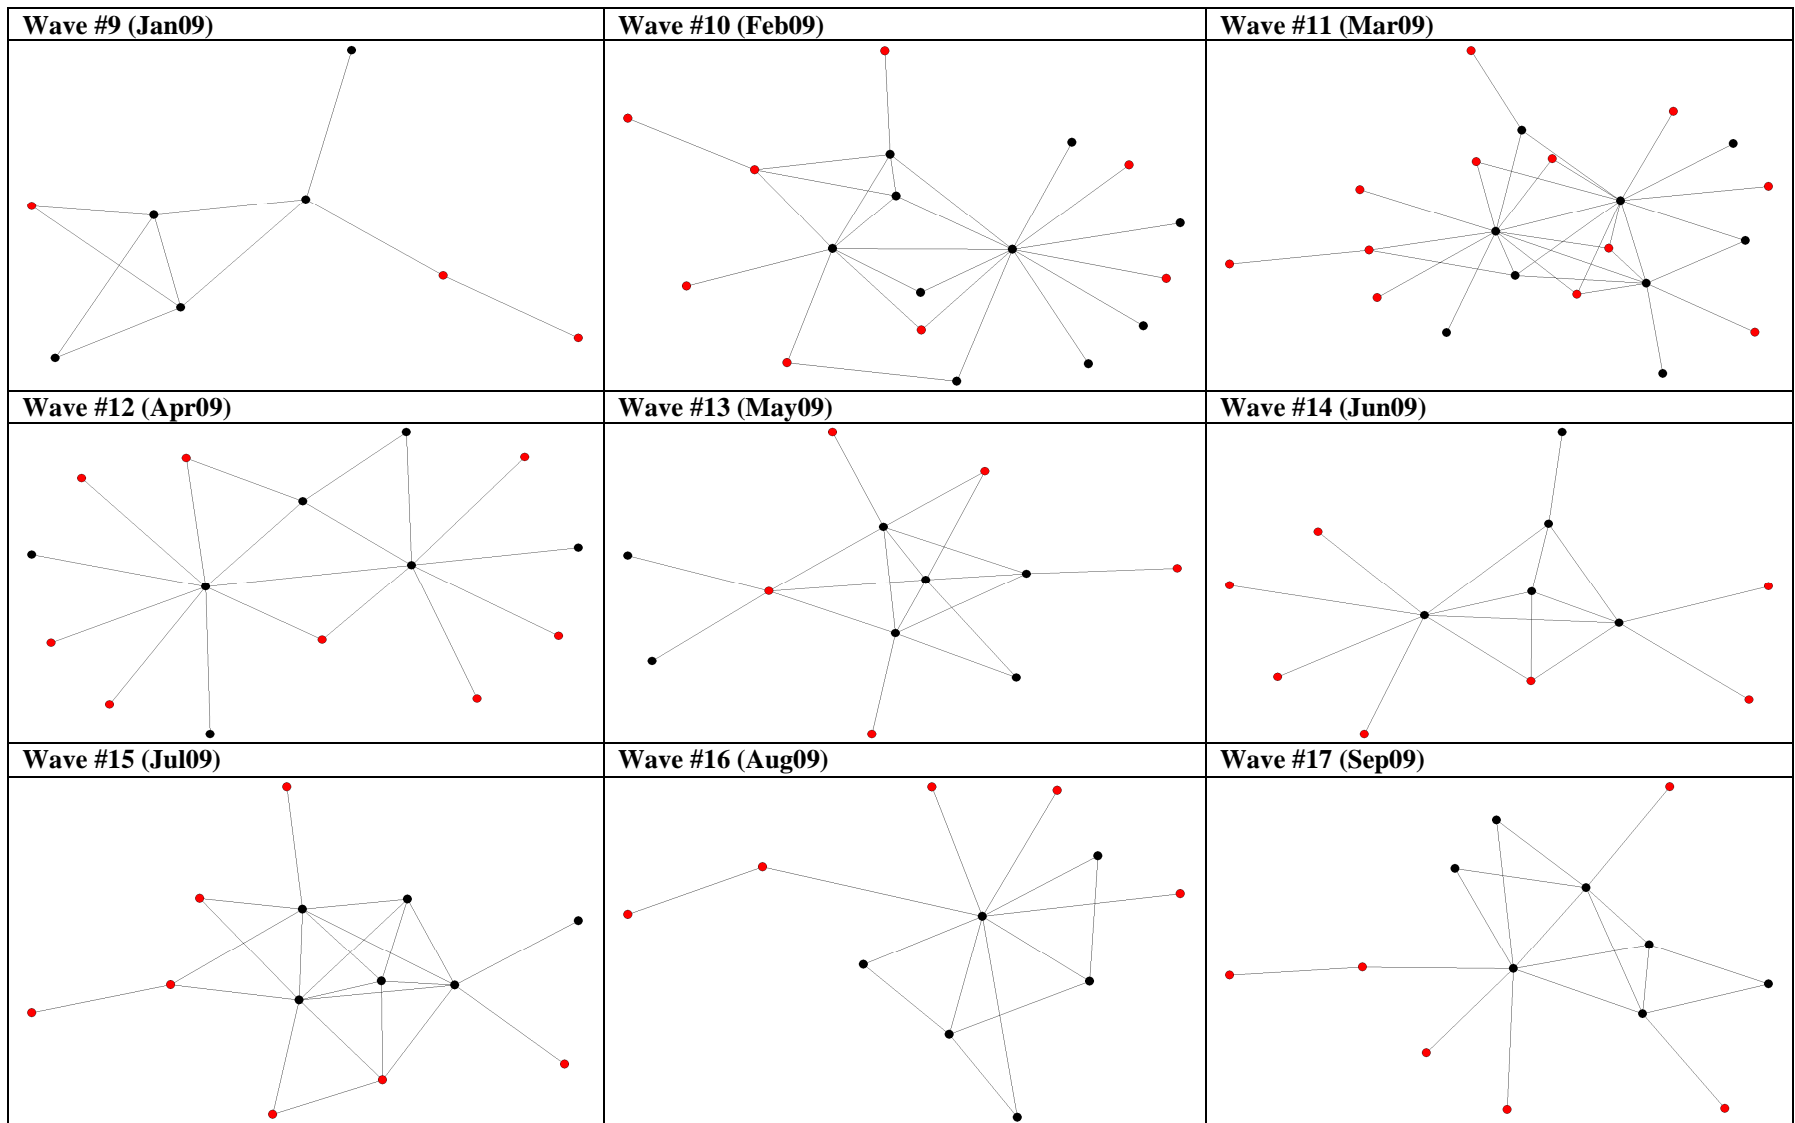 Wave #9 (Jan09)
Wave #10 (Feb09)
Wave #11 (Mar09)
Wave #12 (Apr09)
Wave #13 (May09)
Wave #14 (Jun09)
Wave #15 (Jul09)
Wave #16 (Aug09)
Wave #17 (Sep09)